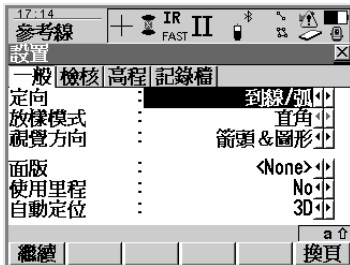 17:14
參考線
IR
FAST
II
設置
一般 檢核 高程 記錄檔
定向 : 到線/弧
放樣模式 : 直角
視覺方向 : 箭頭&圖形
面版 : <None>
使用里程 : No
自動定位 : 3D
a
繼續 換頁